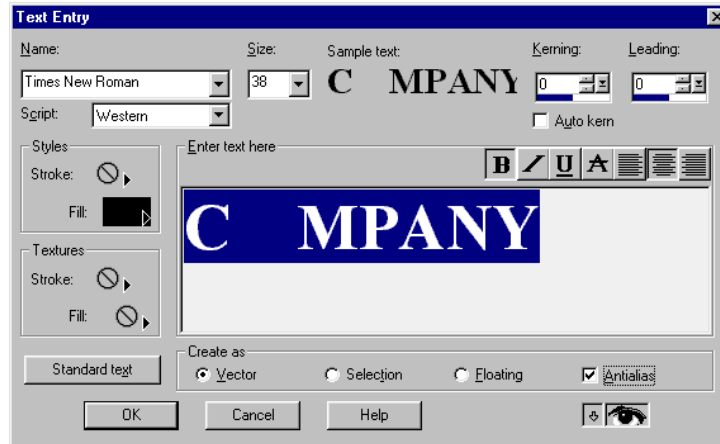 Text Entry
Name: Size: Sample text: Kerning: Leading:
Times New Roman 38 C MPANY 0 0
Script: Western
Auto kern
Styles Enter text here
Stroke: B I U A
Fill: C MPANY
Textures
Stroke:
Fill:
Create as
Standard text Vector Selection Floating Antialias
OK Cancel Help